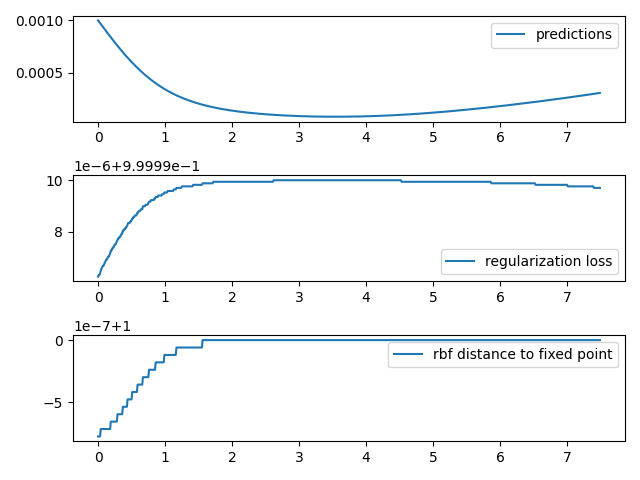 0.0010
predictions
0.0005
0 1 2 3 4 5 6 7
1e−6+9.9999e−1
10
8
regularization loss
0 1 2 3 4 5 6 7
1e−7+1
0
rbf distance to fixed point
−5
0 1 2 3 4 5 6 7